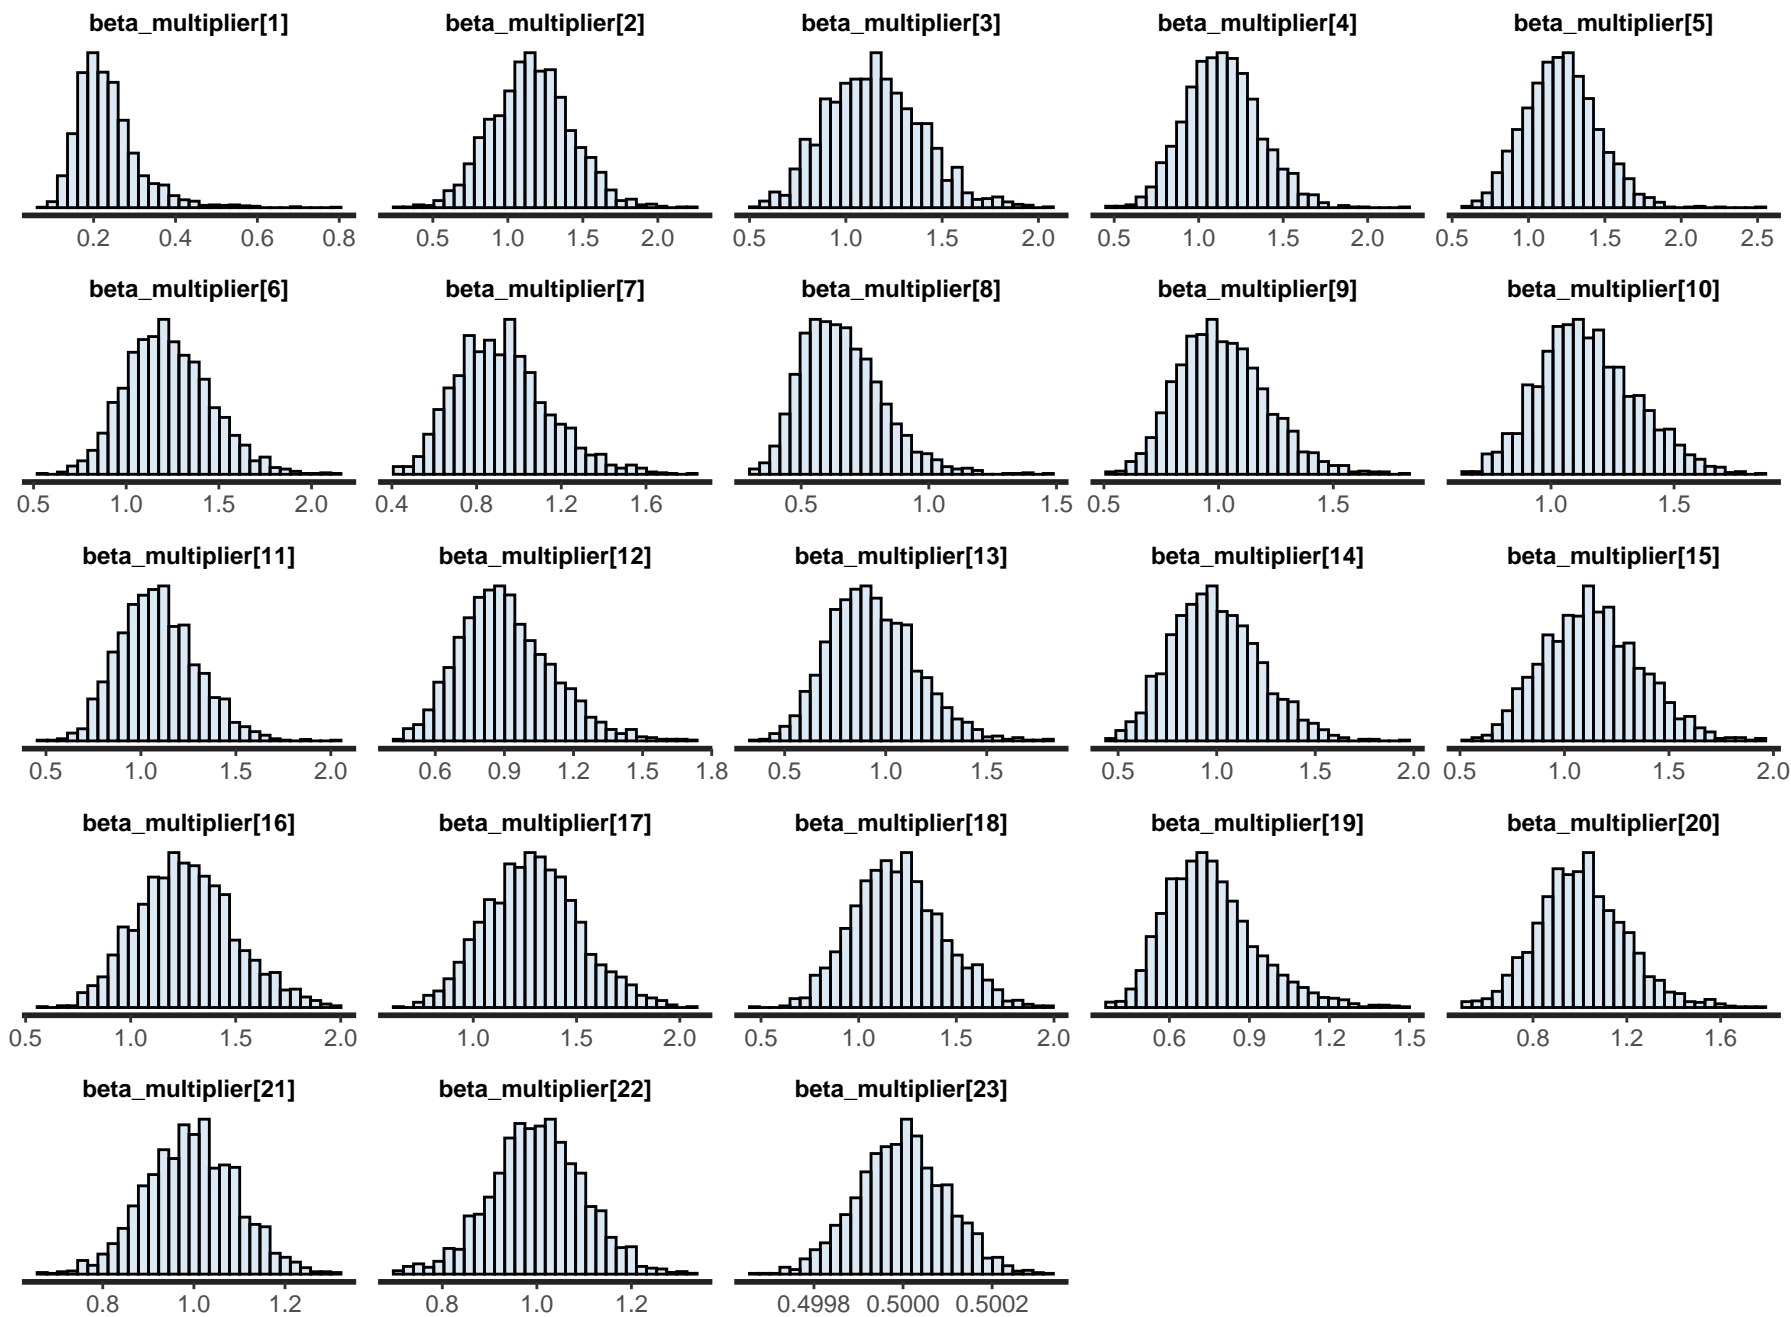 beta_multiplier[1] beta_multiplier[2] beta_multiplier[3] beta_multiplier[4] beta_multiplier[5]
0.2 0.4 0.6 0.8 0.5 1.0 1.5 2.0 0.5 1.0 1.5 2.0 0.5 1.0 1.5 2.0 0.5 1.0 1.5 2.0 2.5
beta_multiplier[6] beta_multiplier[7] beta_multiplier[8] beta_multiplier[9] beta_multiplier[10]
0.5 1.0 1.5 2.0 0.4 0.8 1.2 1.6 0.5 1.0 1.5 0.5 1.0 1.5 1.0 1.5
beta_multiplier[11] beta_multiplier[12] beta_multiplier[13] beta_multiplier[14] beta_multiplier[15]
0.5 1.0 1.5 2.0 0.6 0.9 1.2 1.5 1.8 0.5 1.0 1.5 0.5 1.0 1.5 2.0 0.5 1.0 1.5 2.0
beta_multiplier[16] beta_multiplier[17] beta_multiplier[18] beta_multiplier[19] beta_multiplier[20]
0.5 1.0 1.5 2.0 1.0 1.5 2.0 0.5 1.0 1.5 2.0 0.6 0.9 1.2 1.5 0.8 1.2 1.6
beta_multiplier[21] beta_multiplier[22] beta_multiplier[23]
0.8 1.0 1.2 0.8 1.0 1.2 0.4998 0.5000 0.5002